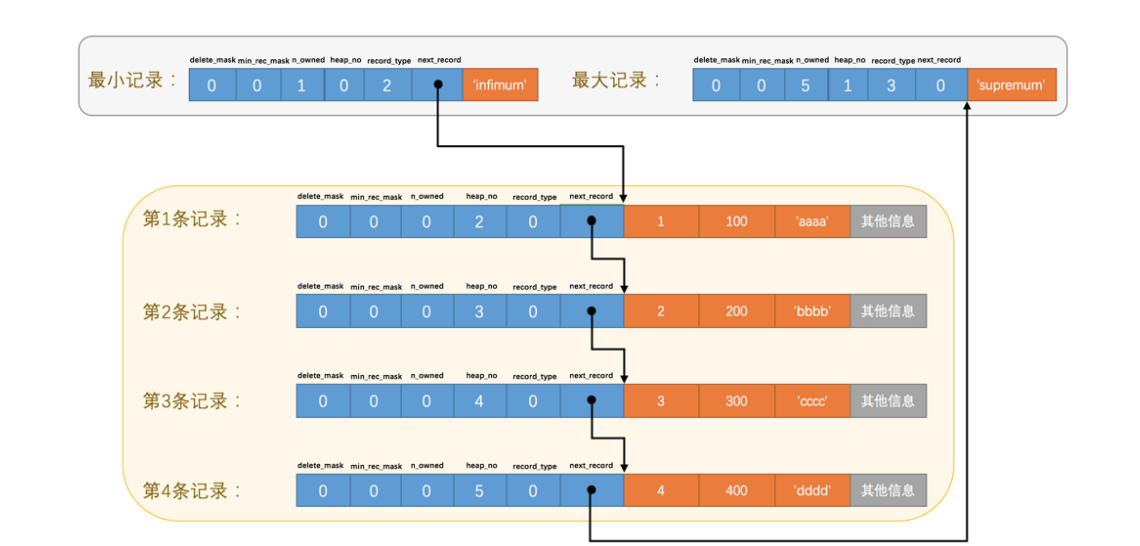 delete_mask min_rec_mask n_owned heap_no record_type next_record
最小记录： 0 0 1 0 2 'infimum'
delete_mask min_rec_mask n_owned heap_no record_type next_record
最大记录： 0 0 5 1 3 0 'supremum'
delete_mask min_rec_mask n_owned heap_no record_type next_record
第1条记录： 0 0 0 2 0 1 100 'aaaa' 其他信息
delete_mask min_rec_mask n_owned heap_no record_type next_record
第2条记录： 0 0 0 3 0 2 200 'bbbb' 其他信息
delete_mask min_rec_mask n_owned heap_no record_type next_record
第3条记录： 0 0 0 4 0 3 300 'cccc' 其他信息
delete_mask min_rec_mask n_owned heap_no record_type next_record
第4条记录： 0 0 0 5 0 4 400 'dddd' 其他信息